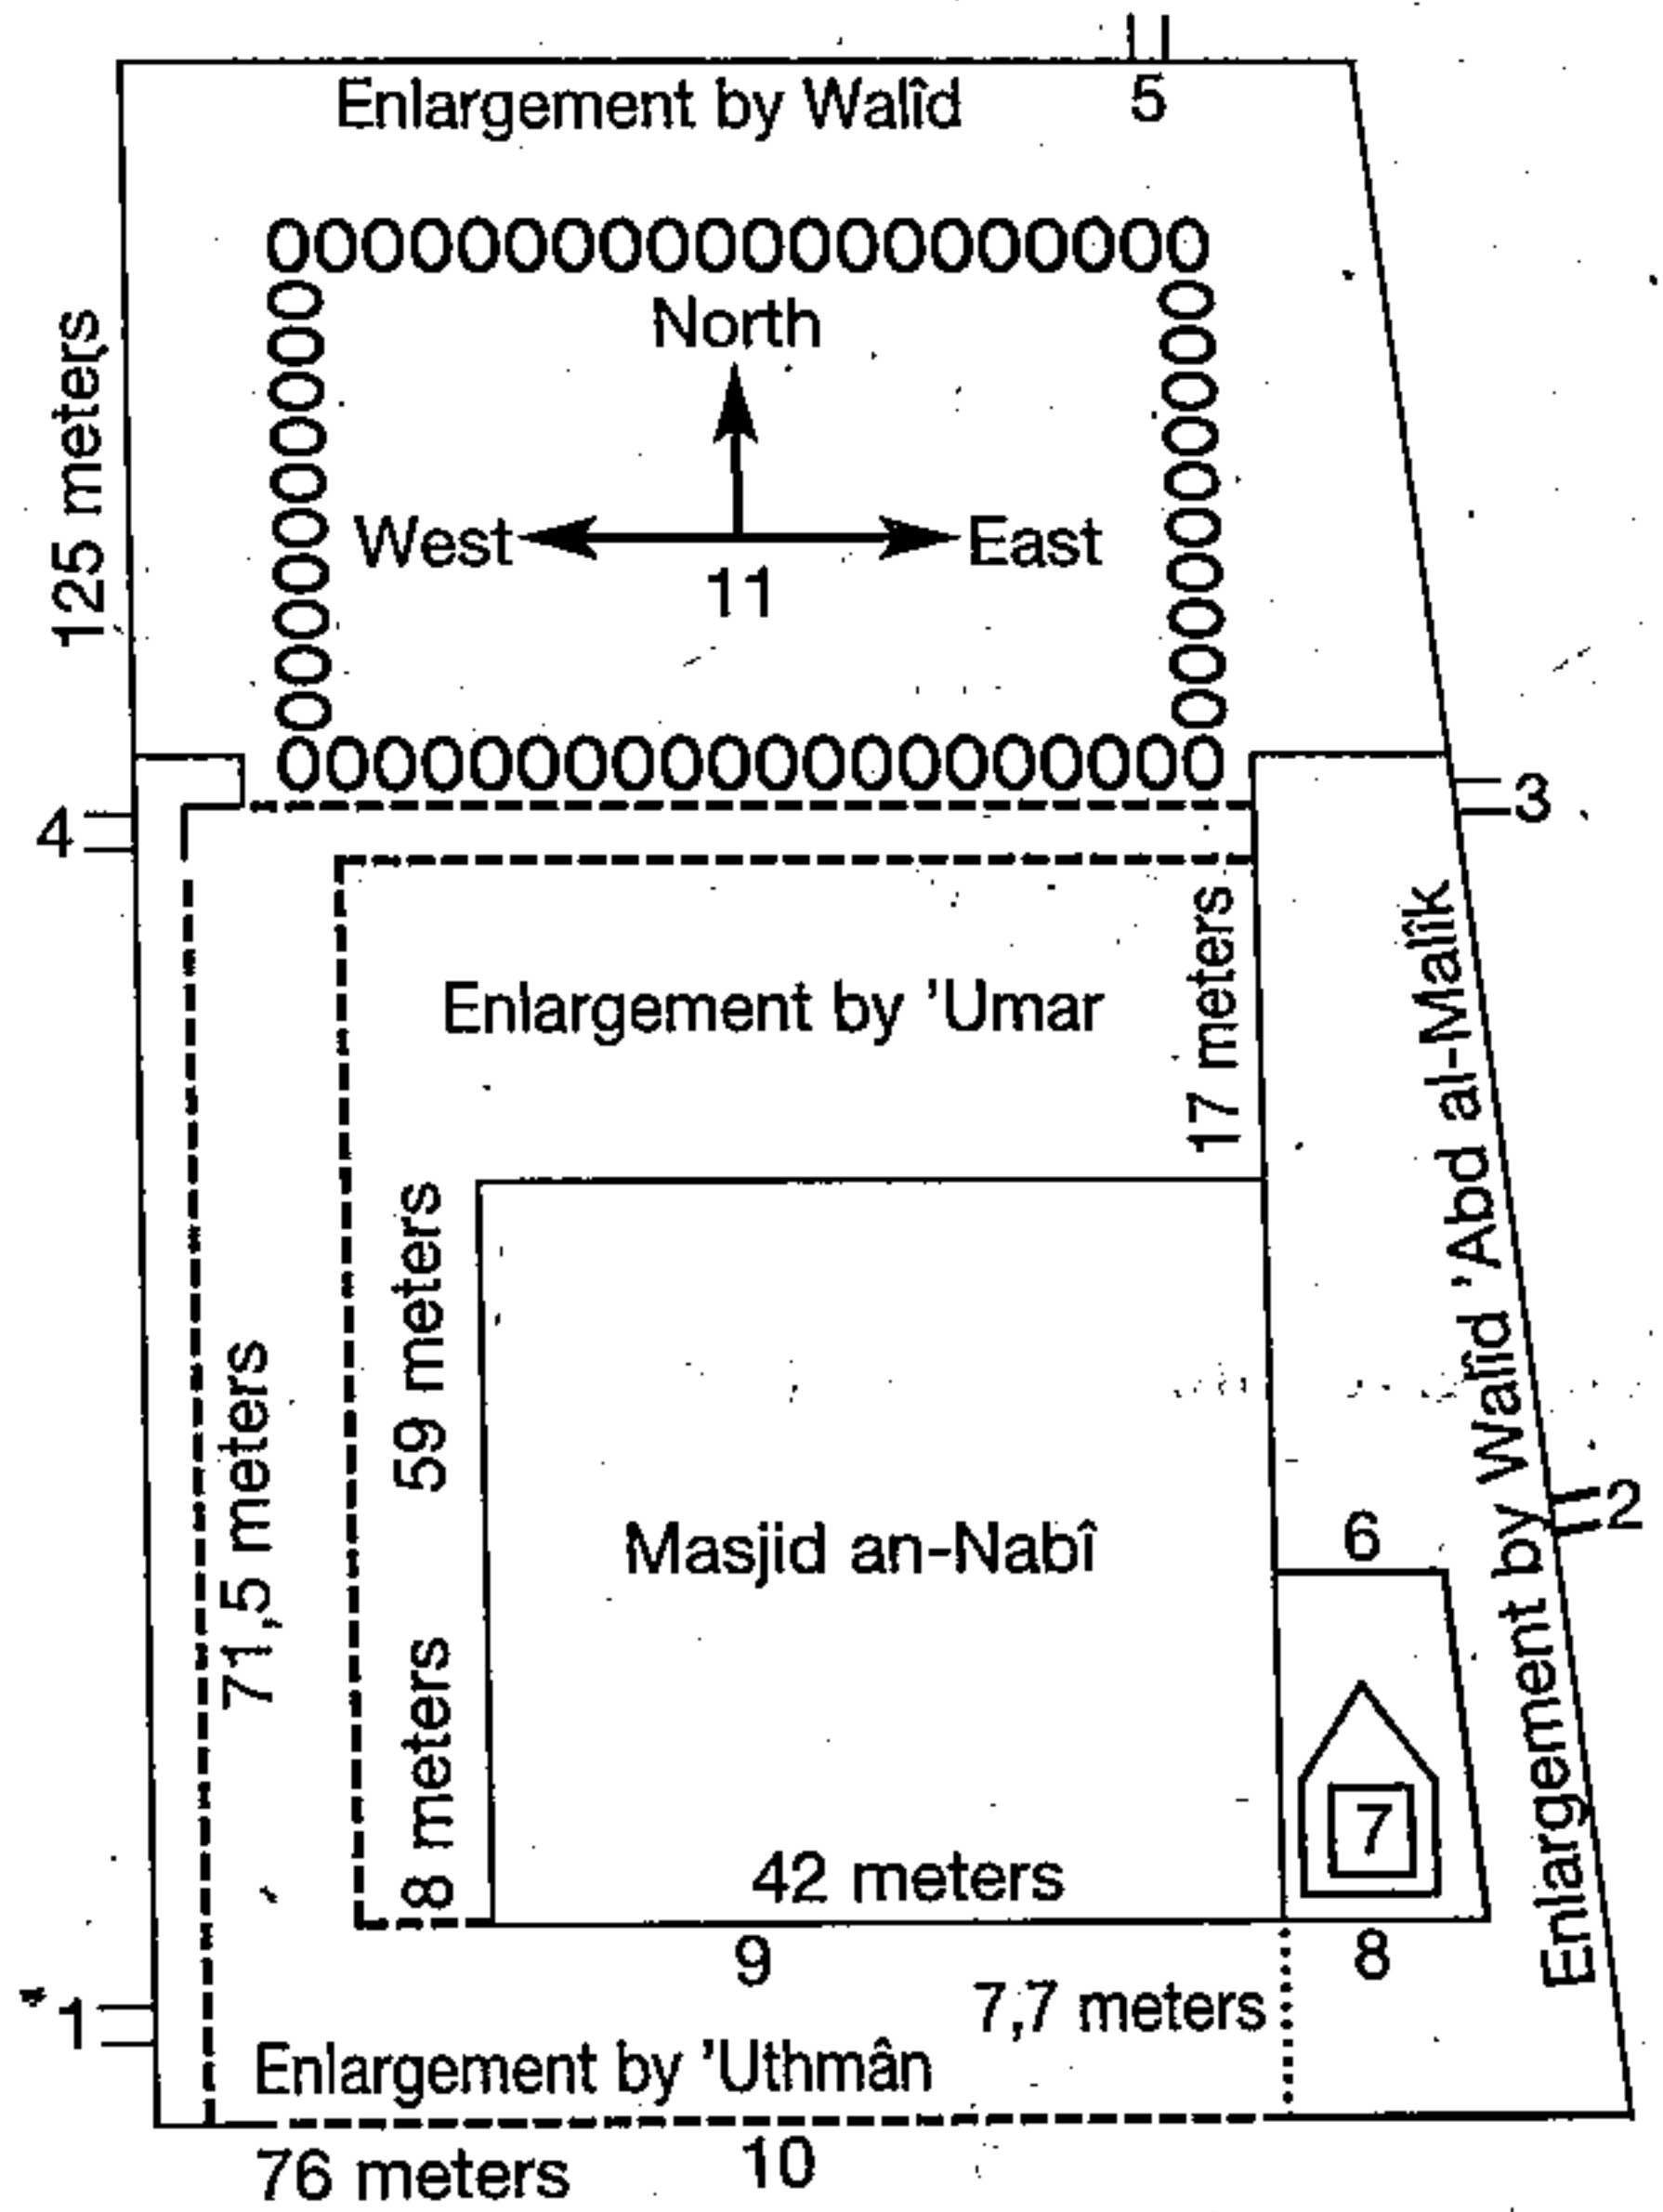 5
Enlargement by Walîd
OOOOOOOOOOOOOOOOOOOO
North
125 meters
West
East
11
4
3
17 meters
Enlargement by 'Umar
Enlargement by Walîd 'Abd al-Malîk
59 meters
71,5 meters
Masjid an-Nabî
6
2
8 meters
7
42 meters
9
8
7,7 meters
1
Enlargement by 'Uthmân
76 meters
10